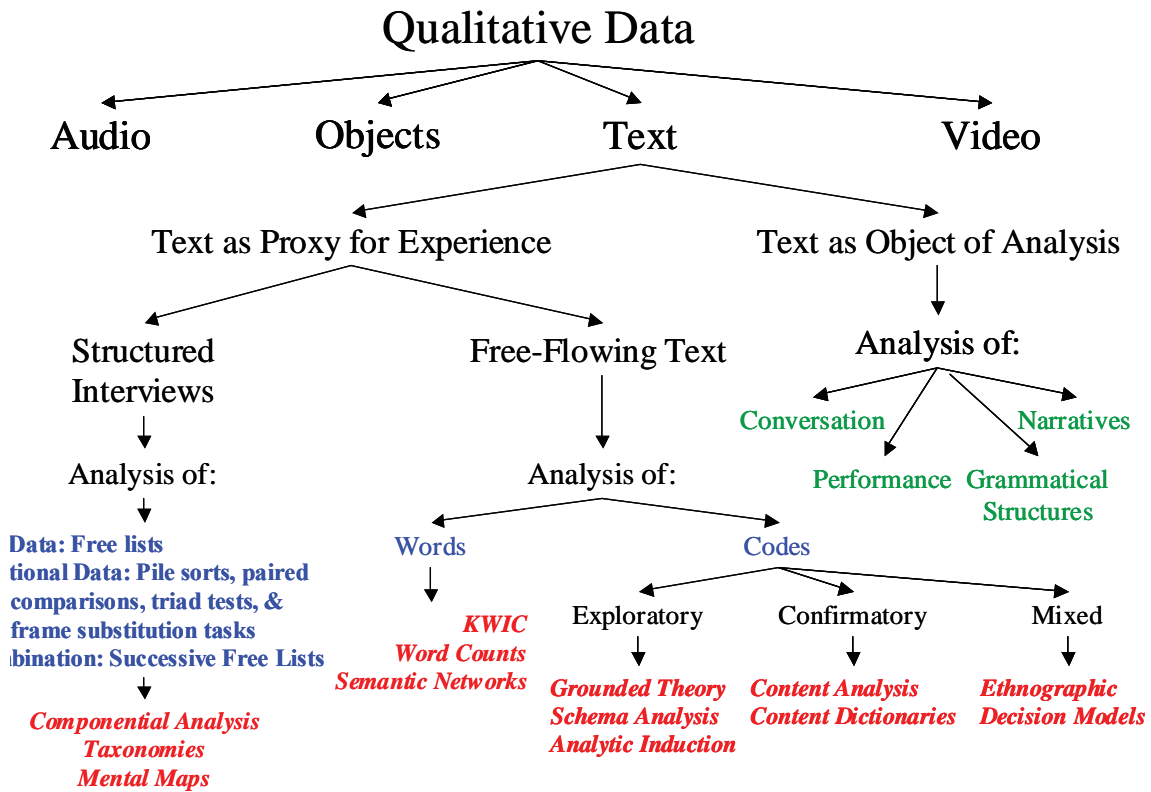 Qualitative Data
Audio
Objects
Text
Video
Text as Proxy for Experience
Text as Object of Analysis
Structured
Interviews
Free-Flowing Text
Analysis of:
Conversation
Narratives
Performance
Grammatical
Structures
Analysis of:
Analysis of:
Data: Free lists
tional Data: Pile sorts, paired
comparisons, triad tests, &
frame substitution tasks
bination: Successive Free Lists
Words
Codes
KWIC
Word Counts
Semantic Networks
Exploratory
Confirmatory
Mixed
Grounded Theory
Schema Analysis
Analytic Induction
Content Analysis
Content Dictionaries
Ethnographic
Decision Models
Componential Analysis
Taxonomies
Mental Maps